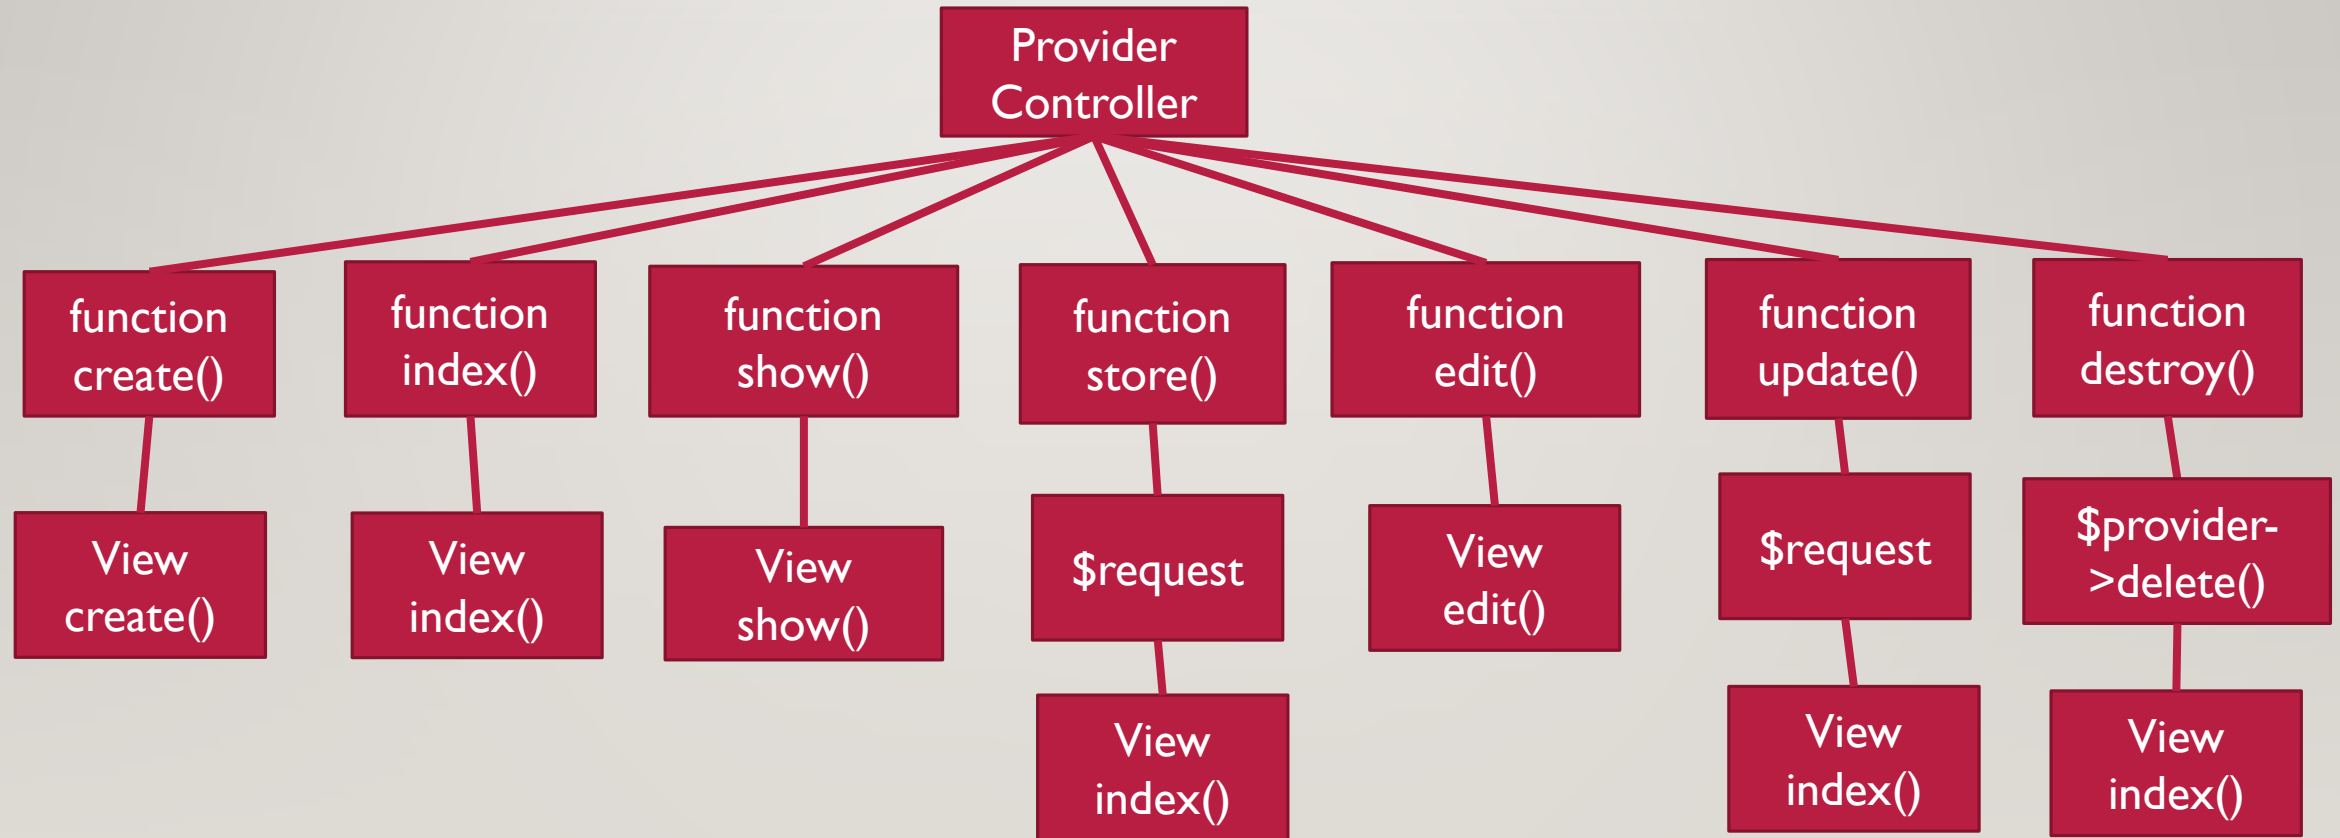 Provider
Controller
function
create()
function
index()
function
show()
function
store()
function
edit()
function
update()
function
destroy()
View
create()
View
index()
View
show()
$request
View
edit()
$request
$provider-
>delete()
View
index()
View
index()
View
index()